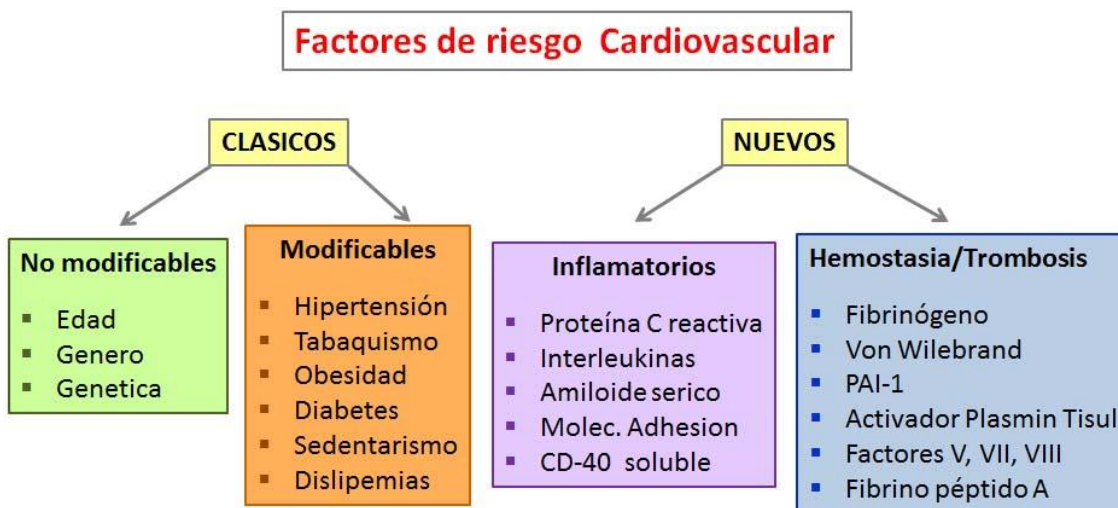 Factores de riesgo Cardiovascular
CLASICOS
NUEVOS
No modificables
▪ Edad
▪ Genero
▪ Genetica
Modificables
▪ Hipertensión
▪ Tabaquismo
▪ Obesidad
▪ Diabetes
▪ Sedentarismo
▪ Dislipemias
Inflamatorios
▪ Proteína C reactiva
▪ Interleukinas
▪ Amiloide serico
▪ Molec. Adhesion
▪ CD-40 soluble
Hemostasia/Trombosis
▪ Fibrinógeno
▪ Von Wilebrand
▪ PAI-1
▪ Activador Plasmin Tisul
▪ Factores V, VII, VIII
▪ Fibrino péptido A